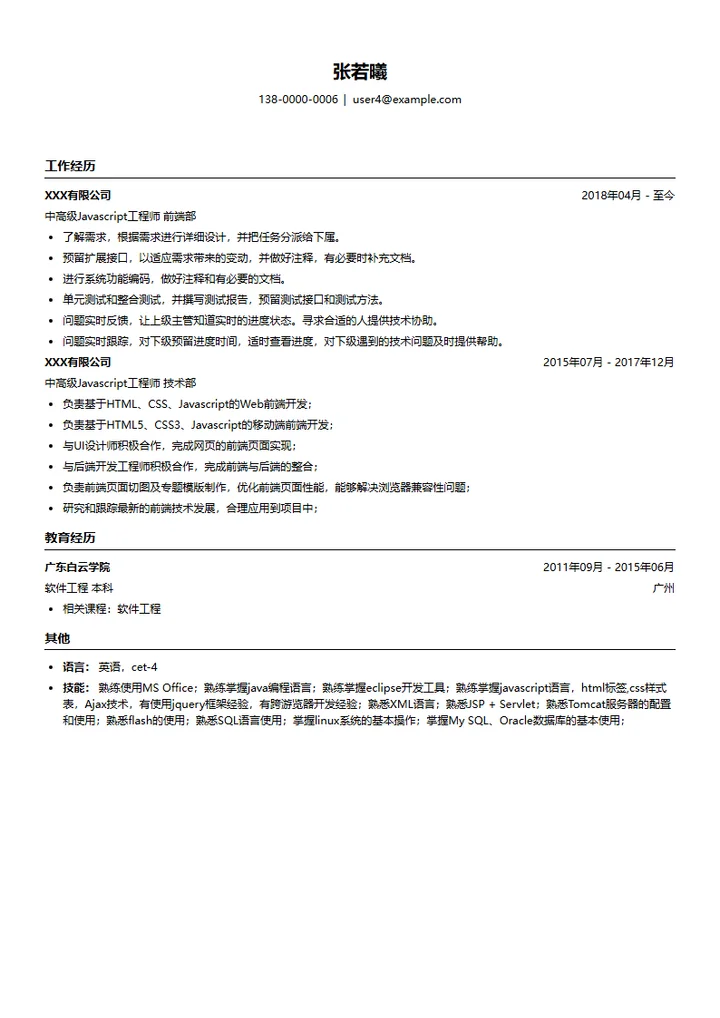 张若曦
138-0000-0006 | user4@example.com
工作经历
XXX有限公司 2018年04月 - 至今
中高级Javascript工程师 前端部
• 了解需求，根据需求进行详细设计，并把任务分派给下属。
• 预留扩展接口，以适应需求带来的变动，并做好注释，有必要时补充文档。
• 进行系统功能编码，做好注释和有必要的文档。
• 单元测试和整合测试，并撰写测试报告，预留测试接口和测试方法。
• 问题实时反馈，让上级主管知道实时的进度状态。寻求合适的人提供技术协助。
• 问题实时跟踪，对下级预留进度时间，适时查看进度，对下级遇到的技术问题及时提供帮助。
XXX有限公司 2015年07月 - 2017年12月
中高级Javascript工程师 技术部
• 负责基于HTML、CSS、Javascript的Web前端开发；
• 负责基于HTML5、CSS3、Javascript的移动端前端开发；
• 与UI设计师积极合作，完成网页的前端页面实现；
• 与后端开发工程师积极合作，完成前端与后端的整合；
• 负责前端页面切图及专题模版制作，优化前端页面性能，能够解决浏览器兼容性问题；
• 研究和跟踪最新的前端技术发展，合理应用到项目中；
教育经历
广东白云学院 2011年09月 - 2015年06月
软件工程 本科 广州
• 相关课程：软件工程
其他
• 语言： 英语，cet-4
• 技能： 熟练使用MS Office；熟练掌握java编程语言；熟练掌握eclipse开发工具；熟练掌握javascript语言，html标签,css样式
表，Ajax技术，有使用jquery框架经验，有跨游览器开发经验；熟悉XML语言；熟悉JSP + Servlet；熟悉Tomcat服务器的配置
和使用；熟悉flash的使用；熟悉SQL语言使用；掌握linux系统的基本操作；掌握My SQL、Oracle数据库的基本使用；